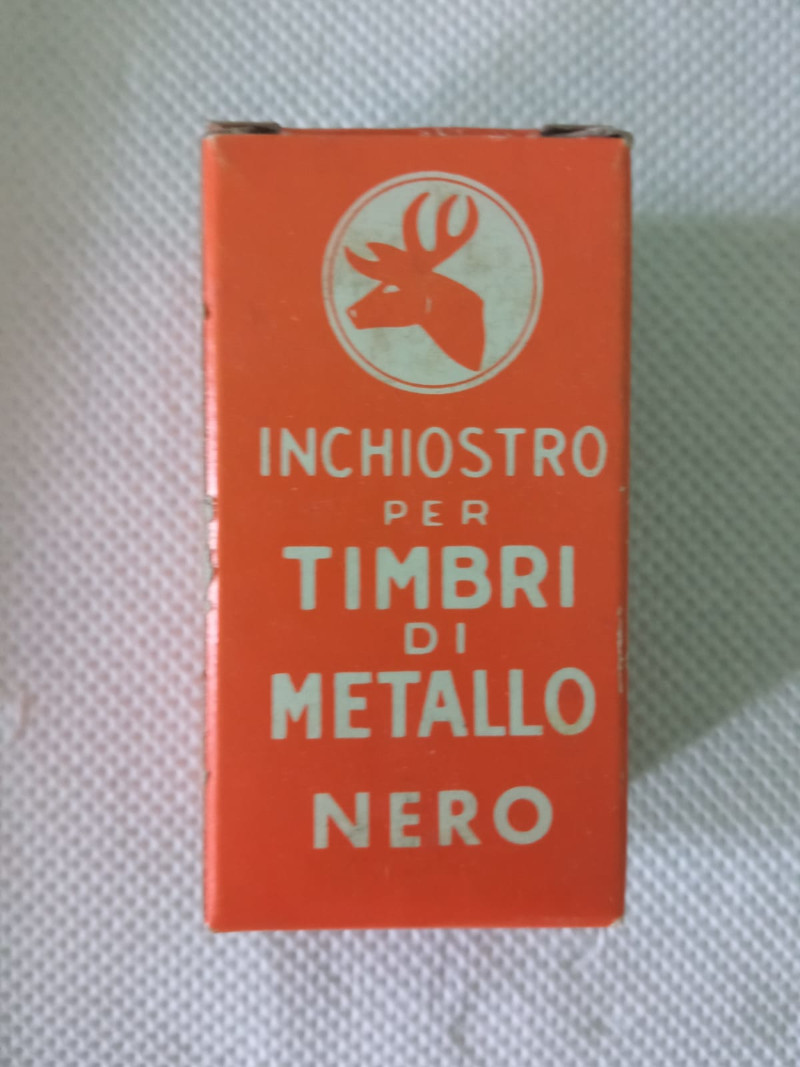 INCHIOSTRO
PER
TIMBRI
DI
METALLO
NERO